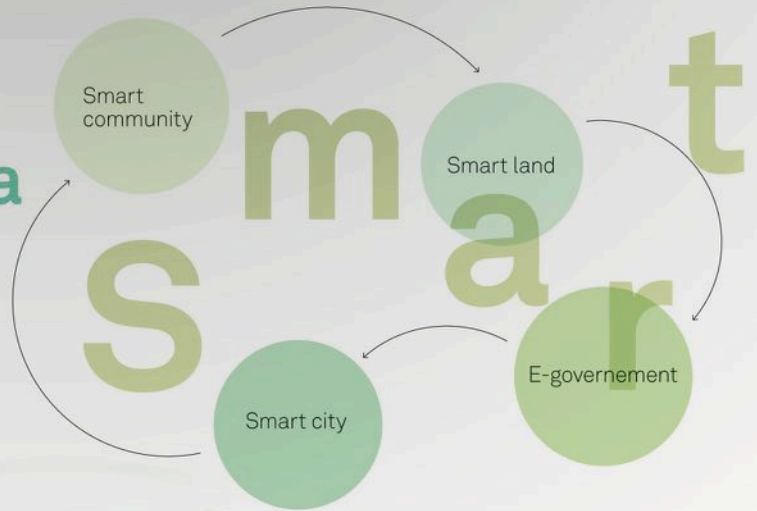 Smart
community
Smart land
E-governement
Smart city
Smart
a